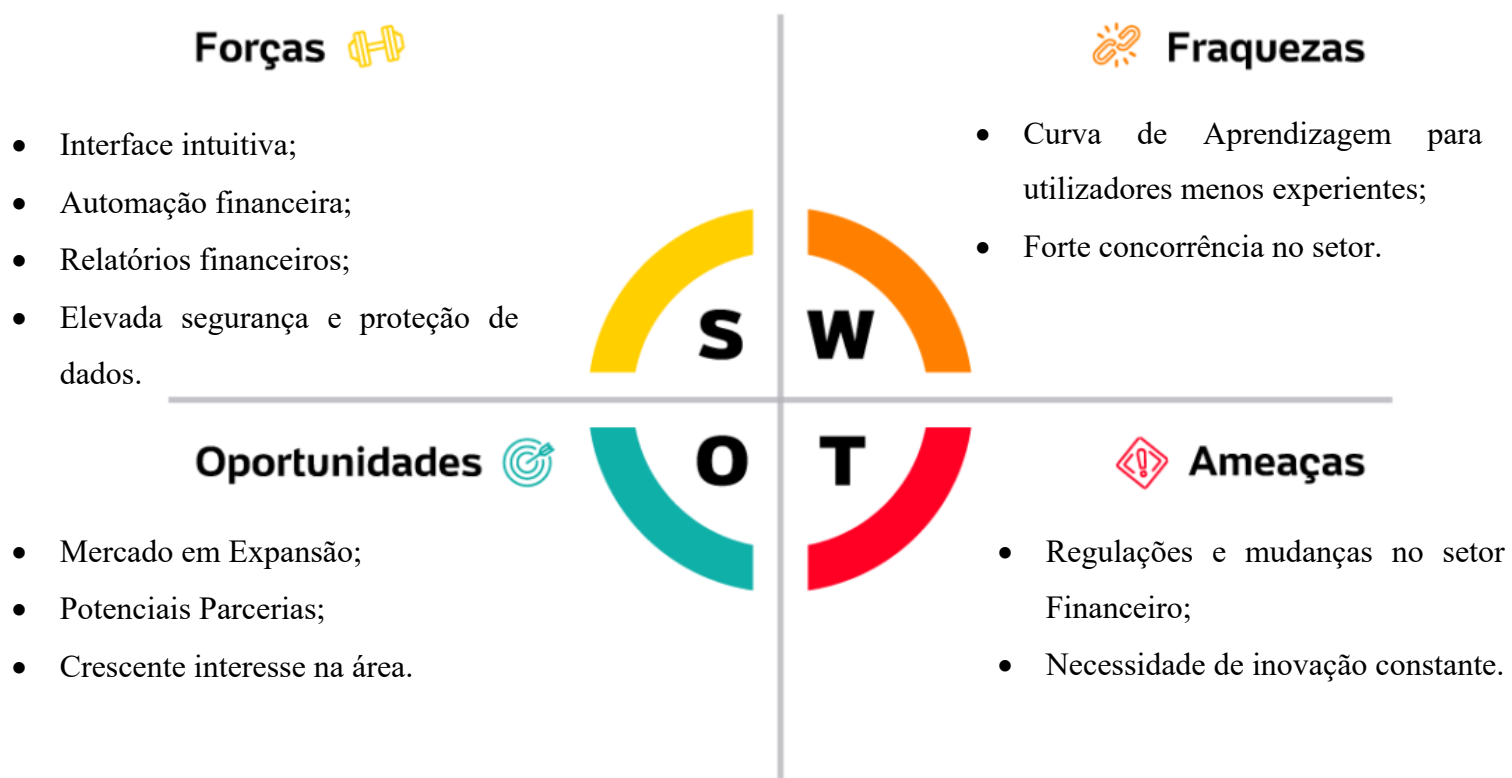 Forças
Interface intuitiva;
Automação financeira;
Relatórios financeiros;
Elevada segurança e proteção de
dados.
Fraquezas
Curva de Aprendizagem para
utilizadores menos experientes;
Forte concorrência no setor.
S W
O T
Oportunidades
Mercado em Expansão;
Potenciais Parcerias;
Crescente interesse na área.
Ameaças
Regulações e mudanças no setor
Financeiro;
Necessidade de inovação constante.